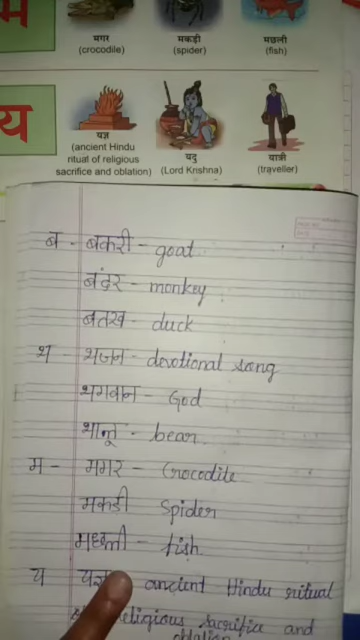 म
मगर
(crocodile)
मकड़ी
(spider)
मछली
(fish)
य
यज्ञ
(ancient Hindu
ritual of religious
sacrifice and oblation)
यदु
(Lord Krishna)
यात्री
(traveller)
ब - बकरी - goat
बंदर - monkey
बतख - duck
भ - भजन - devotional song
भगवान - God
भालू - bear
म - मगर - Crocodile
मकडी Spider
मछली - fish
य ancient Hindu ritual
religious sacrifice and
oblation